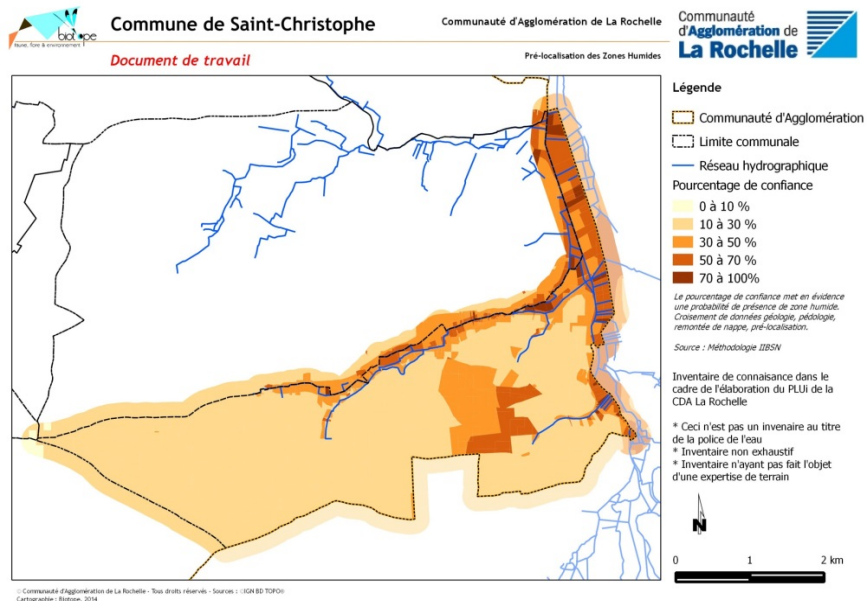 biotope
faune, flore & environnement
Commune de Saint-Christophe
Document de travail
Communauté d'Agglomération de La Rochelle
Pré-localisation des Zones Humides
Communauté
d'Agglomération de
La Rochelle
Légende
Communauté d'Agglomération
Limite communale
Réseau hydrographique
Pourcentage de confiance
0 à 10 %
10 à 30 %
30 à 50 %
50 à 70 %
70 à 100%
Le pourcentage de confiance met en évidence
une probabilité de présence de zone humide.
Croisement de données géologie, pédologie,
remontée de nappe, pré-localisation.
Source : Méthodologie IIBSN
Inventaire de connaisance dans le
cadre de l'élaboration du PLUi de la
CDA La Rochelle
* Ceci n'est pas un invenaire au titre
de la police de l'eau
* Inventaire non exhaustif
* Inventaire n'ayant pas fait l'objet
d'une expertise de terrain
N
0 1 2 km
© Communauté d'Agglomération de La Rochelle - Tous droits réservés - Sources : ©IGN BD TOPO®
Cartographie : Biotope, 2014